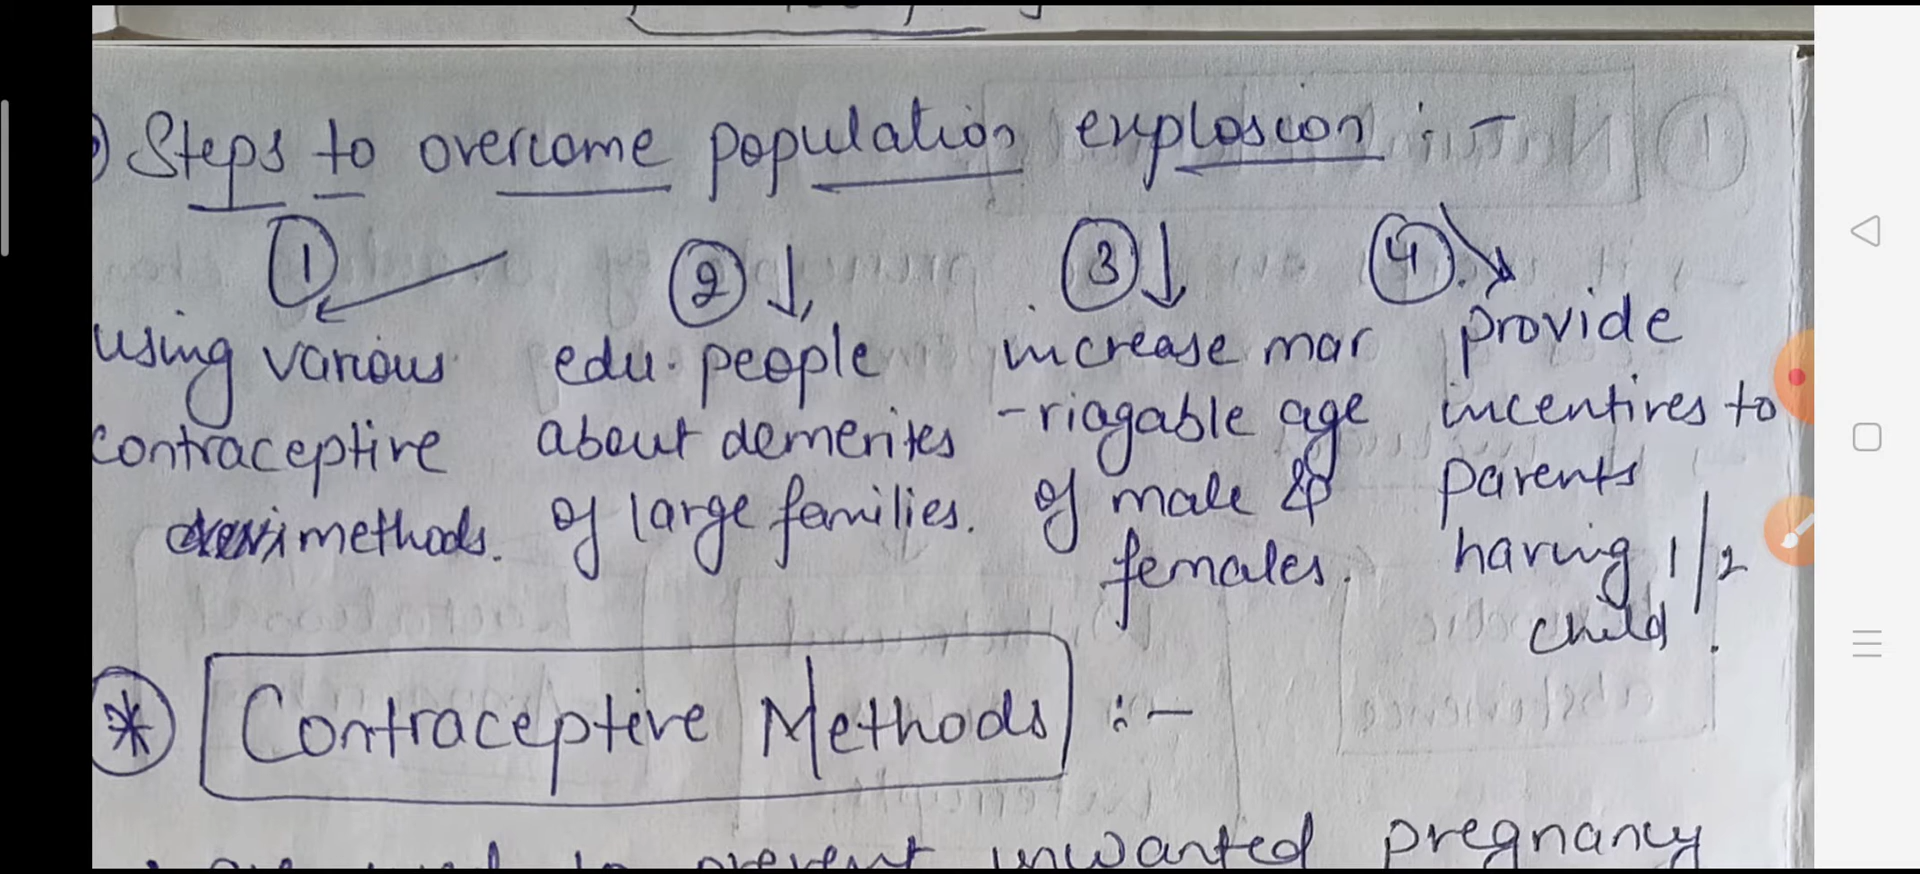 Steps to overcome population explosion :-
1
using various
contraceptive
methods.
2
edu. people
about demerites
of large families.
3
increase mar
-riagable age
of male &
females.
4
provide
incentives to
parents
having 1/2
child.
* Contraceptive Methods :-
to prevent unwanted pregnancy